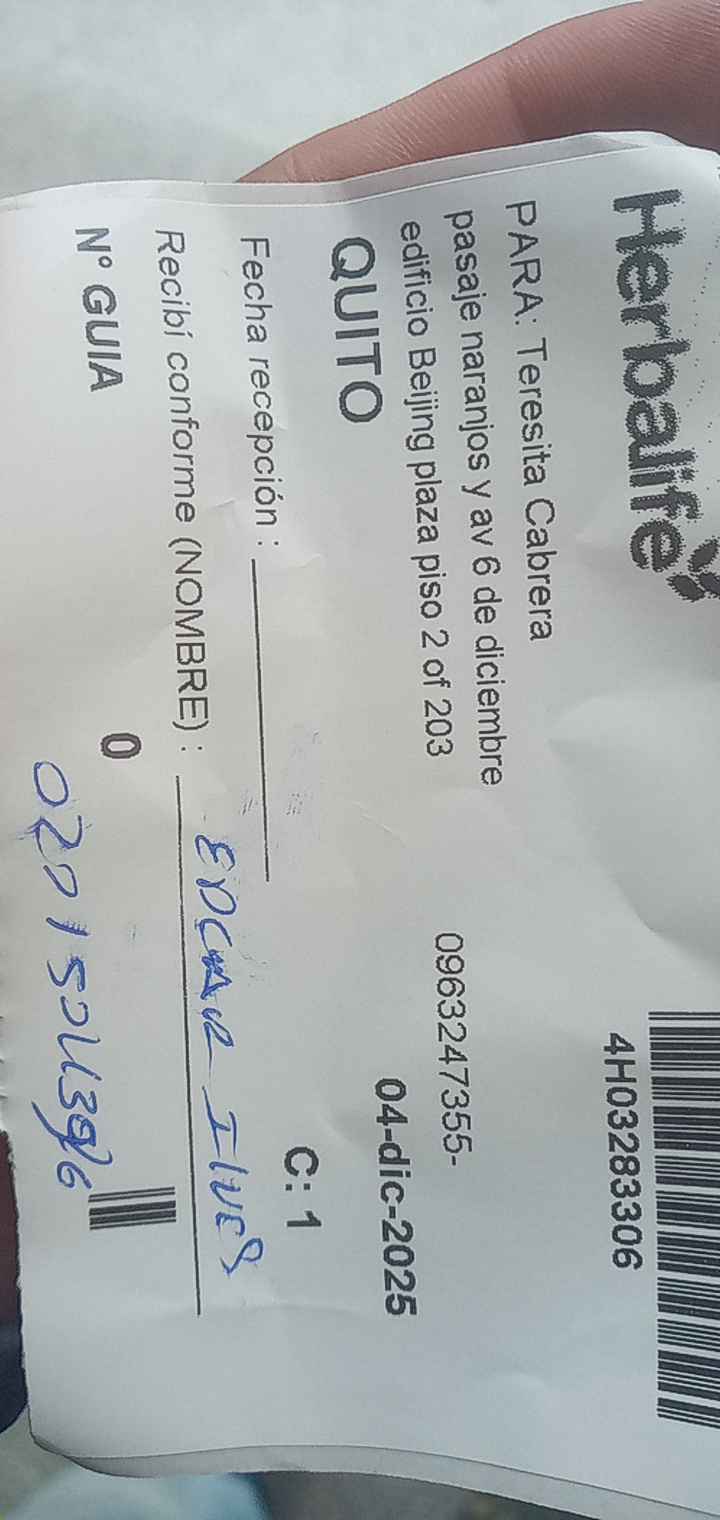 Herbalife
4H03283306
PARA: Teresita Cabrera
pasaje naranjos y av 6 de diciembre
0963247355-
edificio Beijing plaza piso 2 of 203
04-dic-2025
QUITO
C: 1
Fecha recepción :
EDGAR
Recibí conforme (NOMBRE) :
Nº GUIA 0